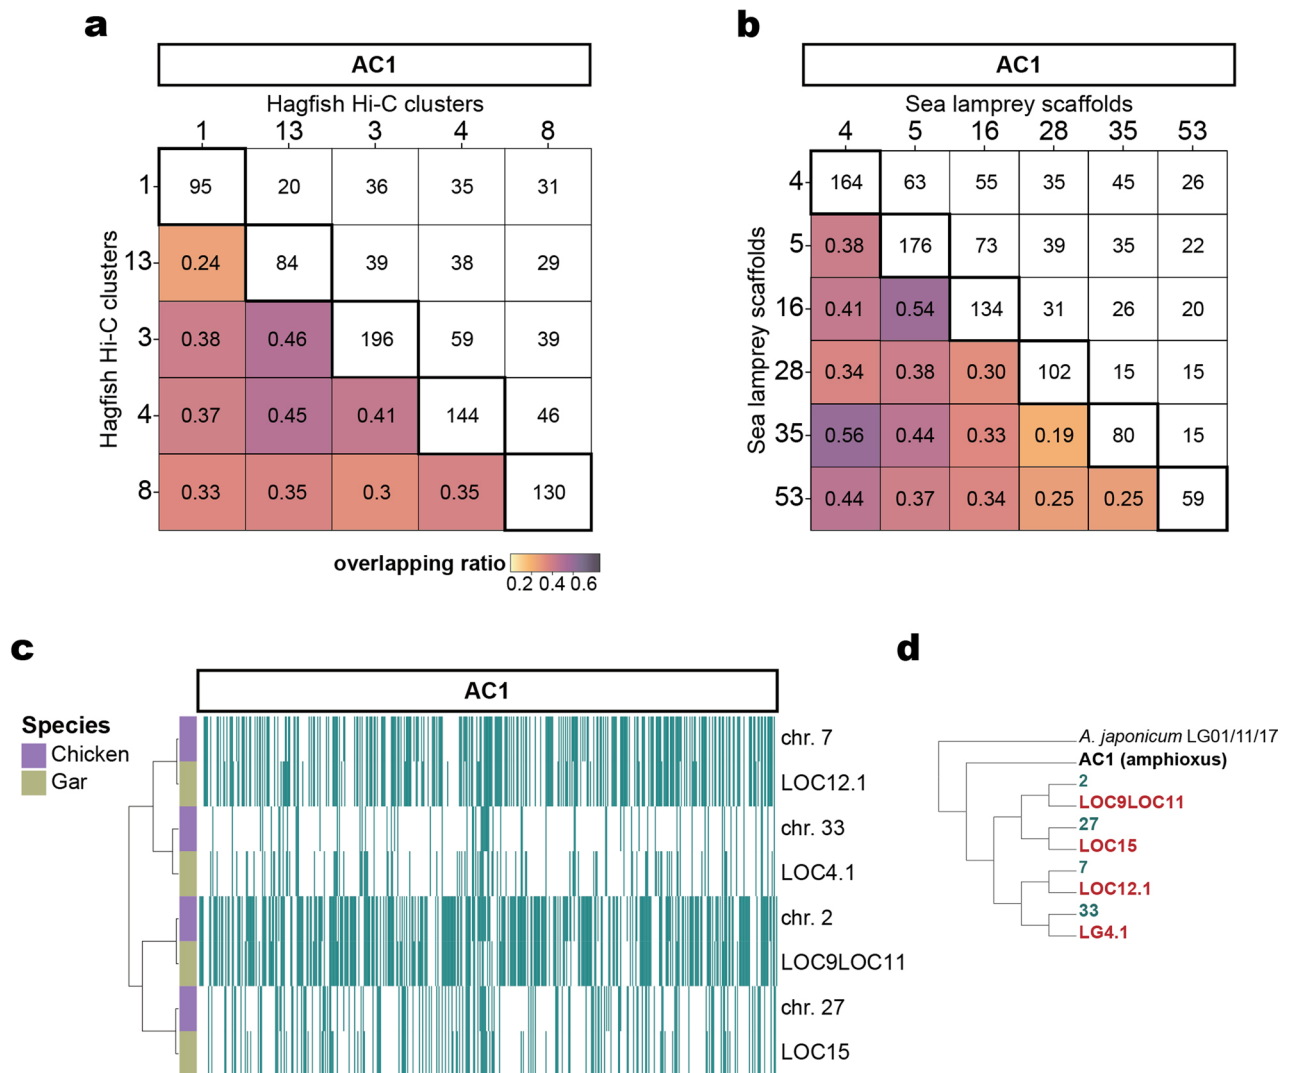 a
AC1
Hagfish Hi-C clusters
1 13 3 4 8
Hagfish Hi-C clusters
1 95 20 36 35 31
13 0.24 84 39 38 29
3 0.38 0.46 196 59 39
4 0.37 0.45 0.41 144 46
8 0.33 0.35 0.3 0.35 130
overlapping ratio
0.2 0.4 0.6
b
AC1
Sea lamprey scaffolds
4 5 16 28 35 53
Sea lamprey scaffolds
4 164 63 55 35 45 26
5 0.38 176 73 39 35 22
16 0.41 0.54 134 31 26 20
28 0.34 0.38 0.30 102 15 15
35 0.56 0.44 0.33 0.19 80 15
53 0.44 0.37 0.34 0.25 0.25 59
c
AC1
Species
Chicken
Gar
chr. 7
LOC12.1
chr. 33
LOC4.1
chr. 2
LOC9LOC11
chr. 27
LOC15
d
A. japonicum LG01/11/17
AC1 (amphioxus)
2
LOC9LOC11
27
LOC15
7
LOC12.1
33
LG4.1